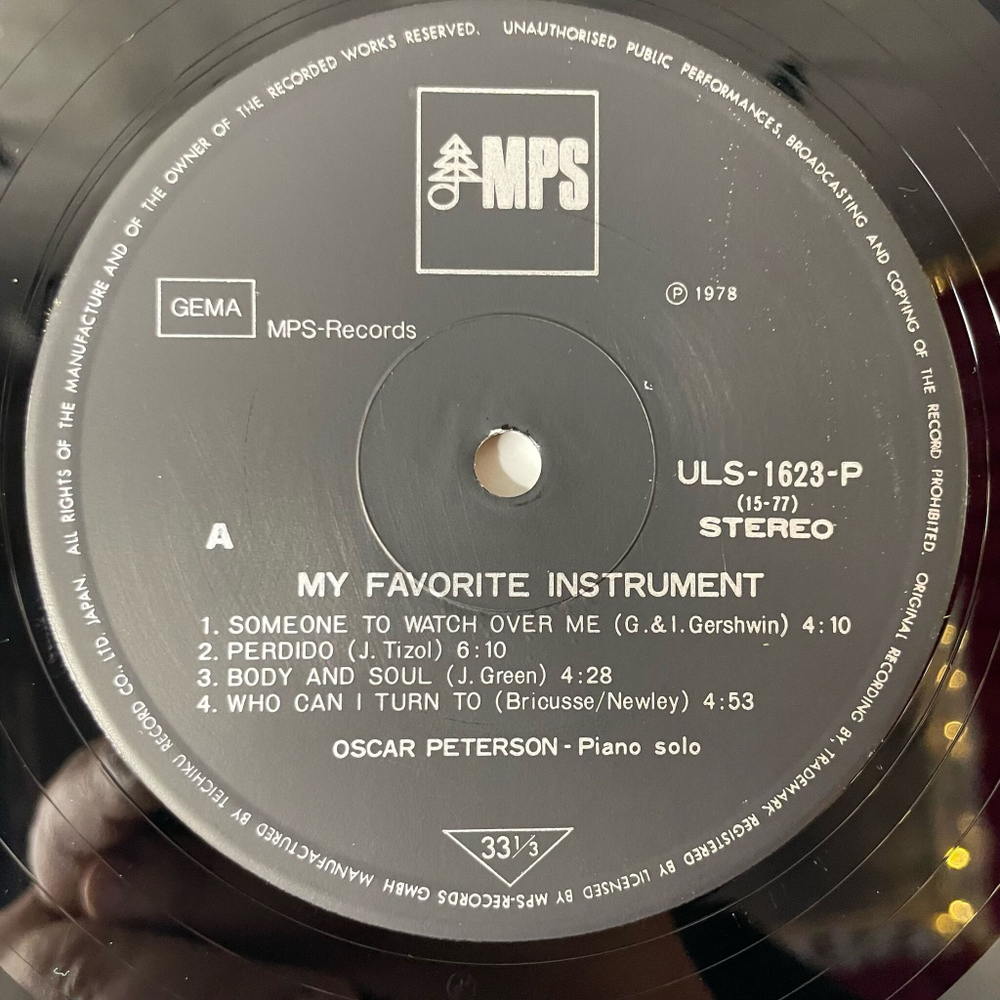 ALL RIGHTS OF THE MANUFACTURE AND OF THE OWNER OF THE RECORDED WORKS RESERVED. UNAUTHORISED PUBLIC PERFORMANCES, BROADCASTING AND COPYING OF THE RECORD PROHIBITED. ORIGINAL RECORDING BY, TRADEMARK REGISTERED BY, LICENSED BY MPS-RECORDS GMBH MANUFACTURED BY TEICHIKU RECORD CO., LTD. JAPAN.
MPS
GEMA
MPS-Records
Ⓟ 1978
ULS-1623-P
(15-77)
STEREO
A
MY FAVORITE INSTRUMENT
1. SOMEONE TO WATCH OVER ME (G.&I.Gershwin) 4:10
2. PERDIDO (J. Tizol) 6:10
3. BODY AND SOUL (J. Green) 4:28
4. WHO CAN I TURN TO (Bricusse/Newley) 4:53
OSCAR PETERSON - Piano solo
33 1/3